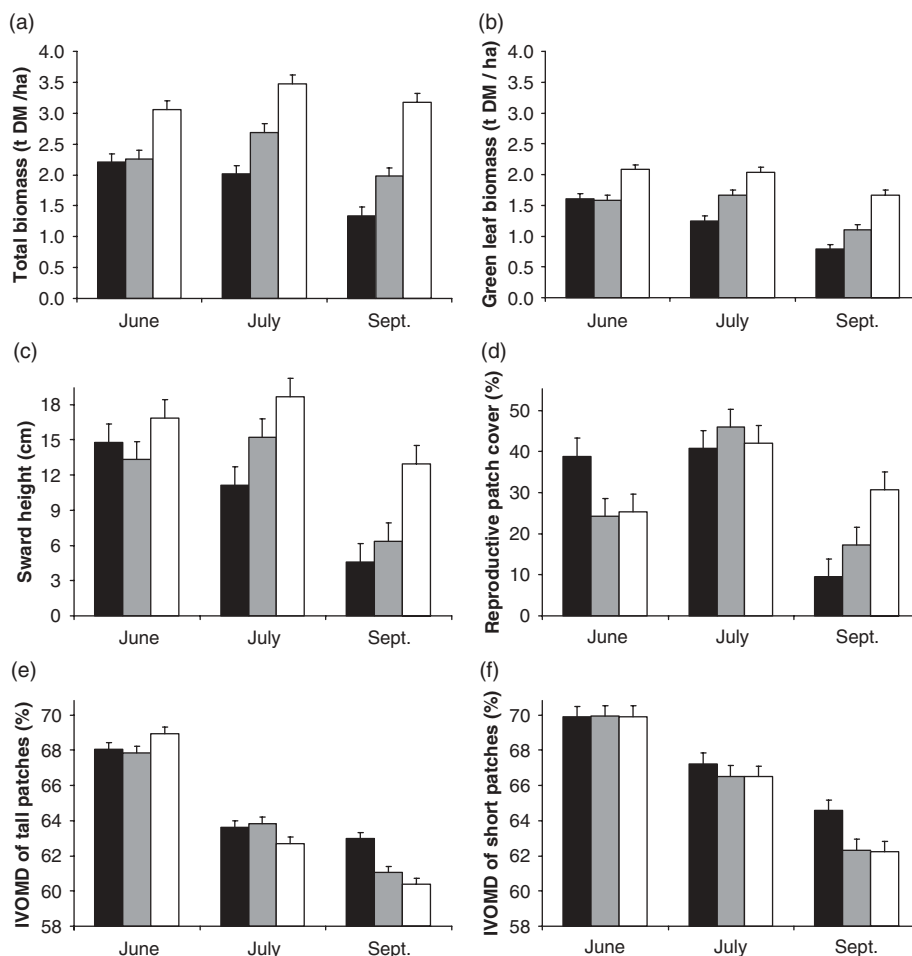 (a)
Total biomass (t DM /ha)
4.0
3.5
3.0
2.5
2.0
1.5
1.0
0.5
0.0
June July Sept.
(b)
Green leaf biomass (t DM / ha)
4.0
3.5
3.0
2.5
2.0
1.5
1.0
0.5
0.0
June July Sept.
(c)
Sward height (cm)
18
15
12
9
6
3
0
June July Sept.
(d)
Reproductive patch cover (%)
50
40
30
20
10
0
June July Sept.
(e)
IVOMD of tall patches (%)
70
68
66
64
62
60
58
June July Sept.
(f)
IVOMD of short patches (%)
70
68
66
64
62
60
58
June July Sept.